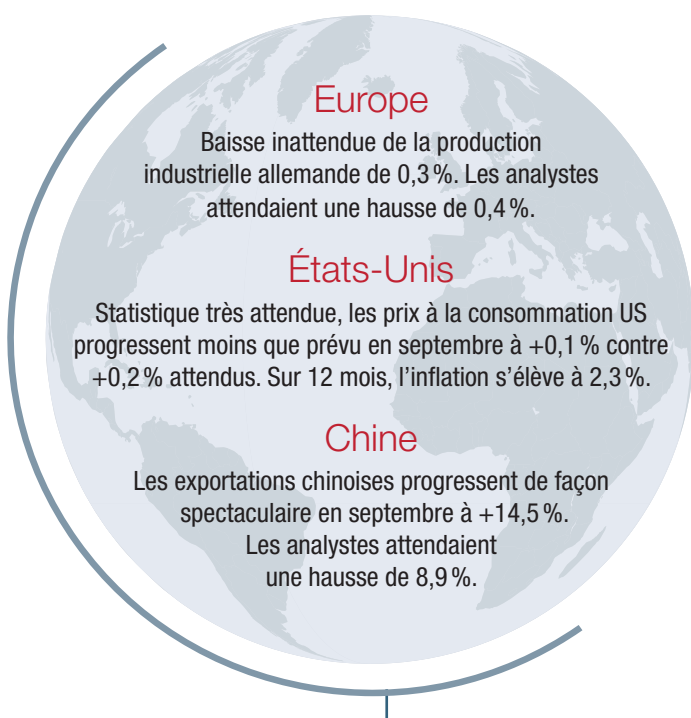 Europe
Baisse inattendue de la production
industrielle allemande de 0,3 %. Les analystes
attendaient une hausse de 0,4 %.
États-Unis
Statistique très attendue, les prix à la consommation US
progressent moins que prévu en septembre à +0,1 % contre
+0,2 % attendus. Sur 12 mois, l’inflation s’élève à 2,3 %.
Chine
Les exportations chinoises progressent de façon
spectaculaire en septembre à +14,5 %.
Les analystes attendaient
une hausse de 8,9 %.